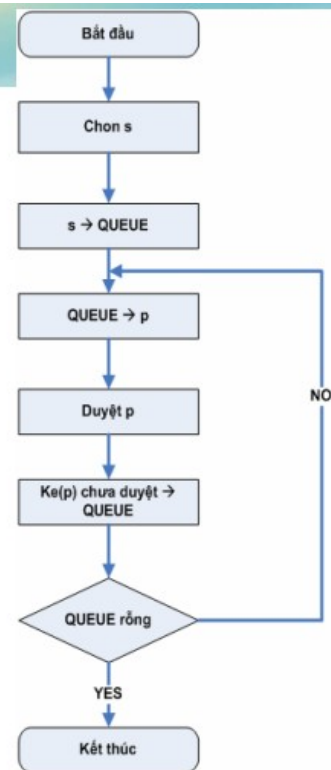 Bắt đầu
Chon s
s → QUEUE
QUEUE → p
NO
Duyệt p
Ke(p) chưa duyệt →
QUEUE
QUEUE rỗng
YES
Kết thúc